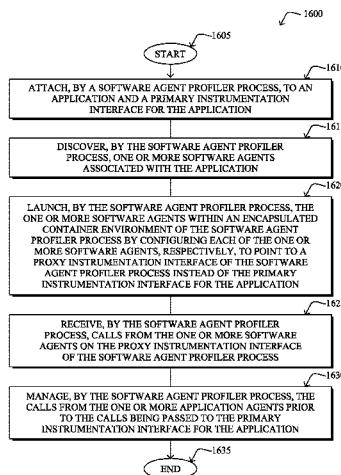 1600
1605
START
1610
ATTACH, BY A SOFTWARE AGENT PROFILER PROCESS, TO AN
APPLICATION AND A PRIMARY INSTRUMENTATION
INTERFACE FOR THE APPLICATION
161
DISCOVER, BY THE SOFTWARE AGENT PROFILER
PROCESS, ONE OR MORE SOFTWARE AGENTS
ASSOCIATED WITH THE APPLICATION
162
LAUNCH, BY THE SOFTWARE AGENT PROFILER PROCESS, THE
ONE OR MORE SOFTWARE AGENTS WITHIN AN ENCAPSULATED
CONTAINER ENVIRONMENT OF THE SOFTWARE AGENT
PROFILER PROCESS BY CONFIGURING EACH OF THE ONE OR
MORE SOFTWARE AGENTS, RESPECTIVELY, TO POINT TO A
PROXY INSTRUMENTATION INTERFACE OF THE SOFTWARE
AGENT PROFILER PROCESS INSTEAD OF THE PRIMARY
INSTRUMENTATION INTERFACE FOR THE APPLICATION
162
RECEIVE, BY THE SOFTWARE AGENT PROFILER
PROCESS, CALLS FROM THE ONE OR MORE SOFTWARE
AGENTS ON THE PROXY INSTRUMENTATION INTERFACE
OF THE SOFTWARE AGENT PROFILER PROCESS
1630
MANAGE, BY THE SOFTWARE AGENT PROFILER PROCESS, THE
CALLS FROM THE ONE OR MORE APPLICATION AGENTS PRIOR
TO THE CALLS BEING PASSED TO THE PRIMARY
INSTRUMENTATION INTERFACE FOR THE APPLICATION
1635
END